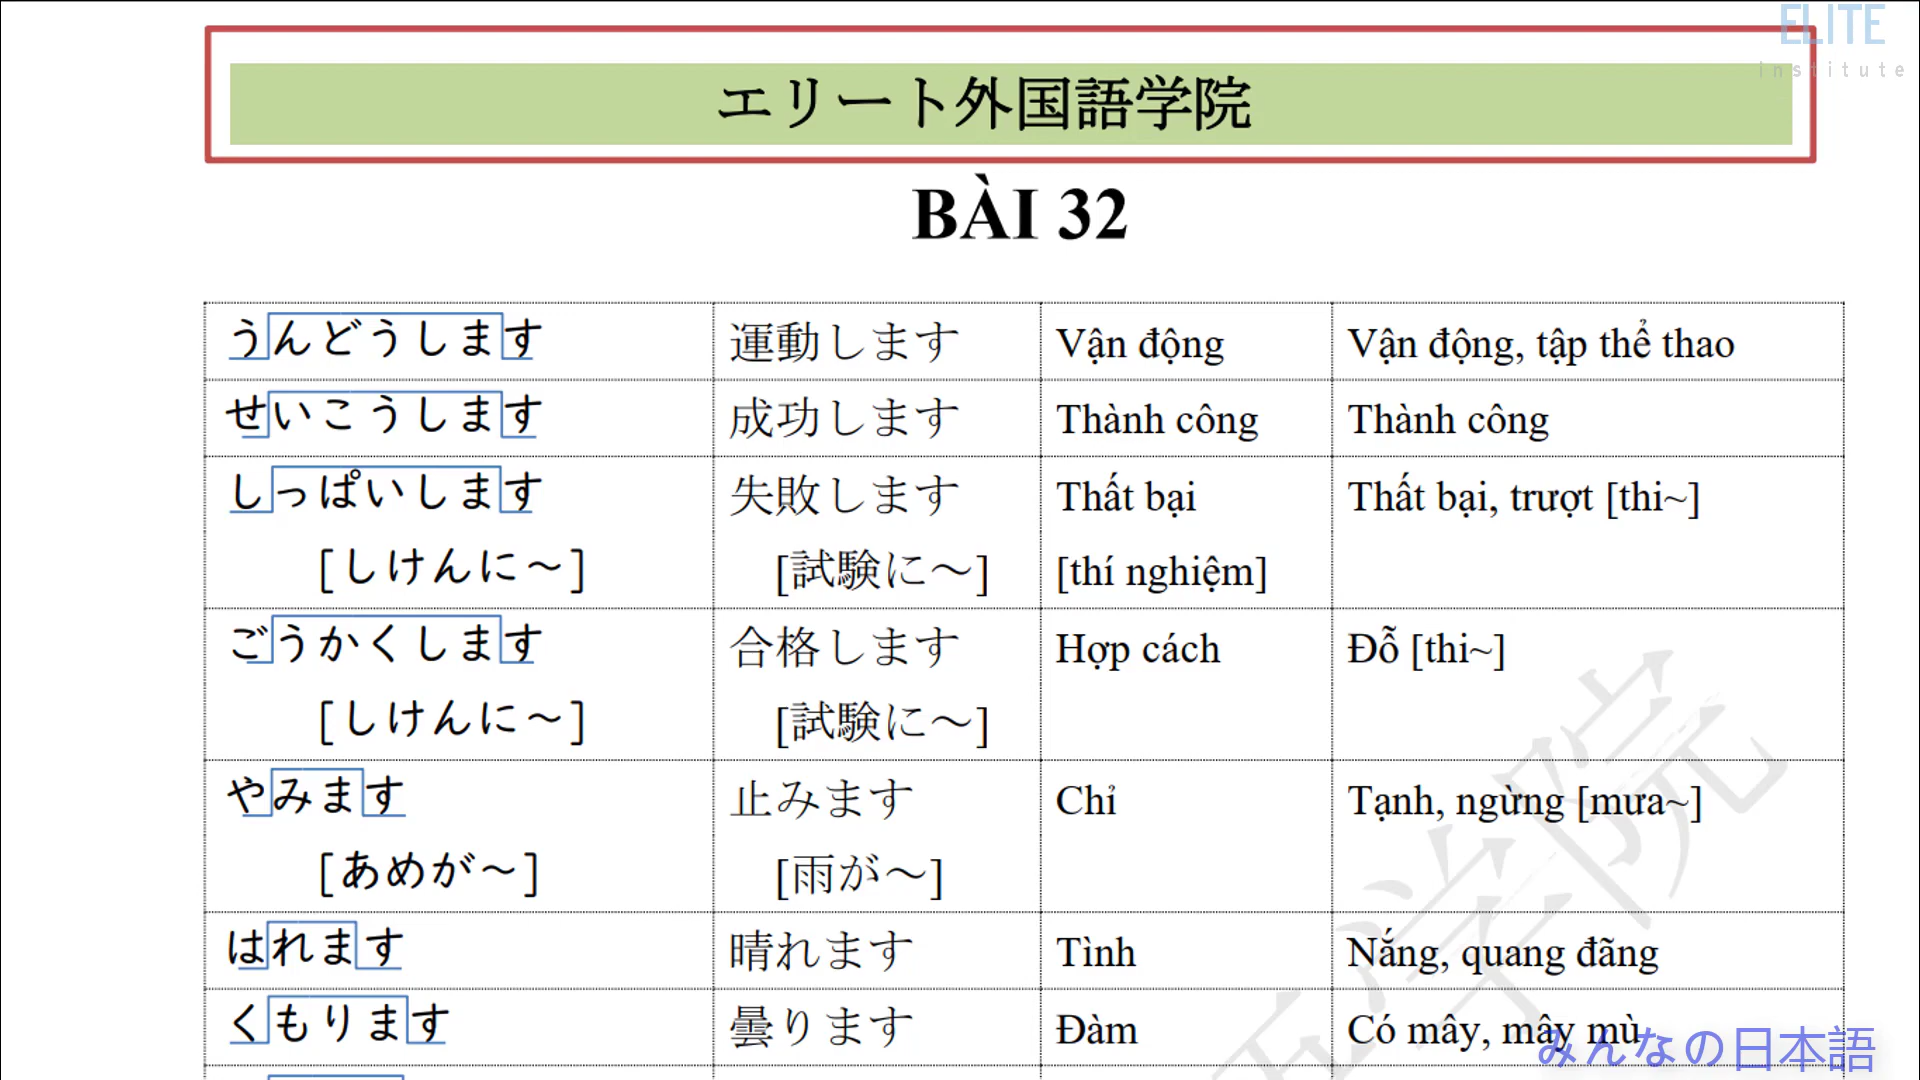 ELITE
institute
エリート外国語学院
BÀI 32
うんどうします 運動します Vận động Vận động, tập thể thao
せいこうします 成功します Thành công Thành công
しっぱいします 失敗します Thất bại Thất bại, trượt [thi~]
[しけんに～] [試験に～] [thí nghiệm]
ごうかくします 合格します Hợp cách Đỗ [thi~]
[しけんに～] [試験に～]
やみます 止みます Chỉ Tạnh, ngừng [mưa~]
[あめが～] [雨が～]
はれます 晴れます Tình Nắng, quang đãng
くもります 曇ります Đàm Có mây, mây mù
みんなの日本語
学院